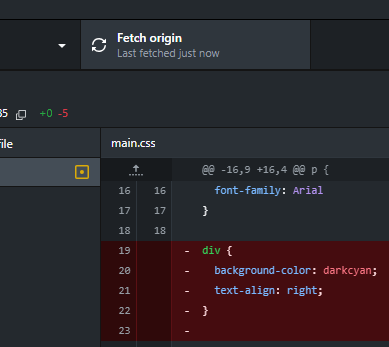 Fetch origin
Last fetched just now
35 +0 -5
file
main.css
@@ -16,9 +16,4 @@ p {
16 16 font-family: Arial
17 17 }
18 18
19 - div {
20 - background-color: darkcyan;
21 - text-align: right;
22 - }
23 -